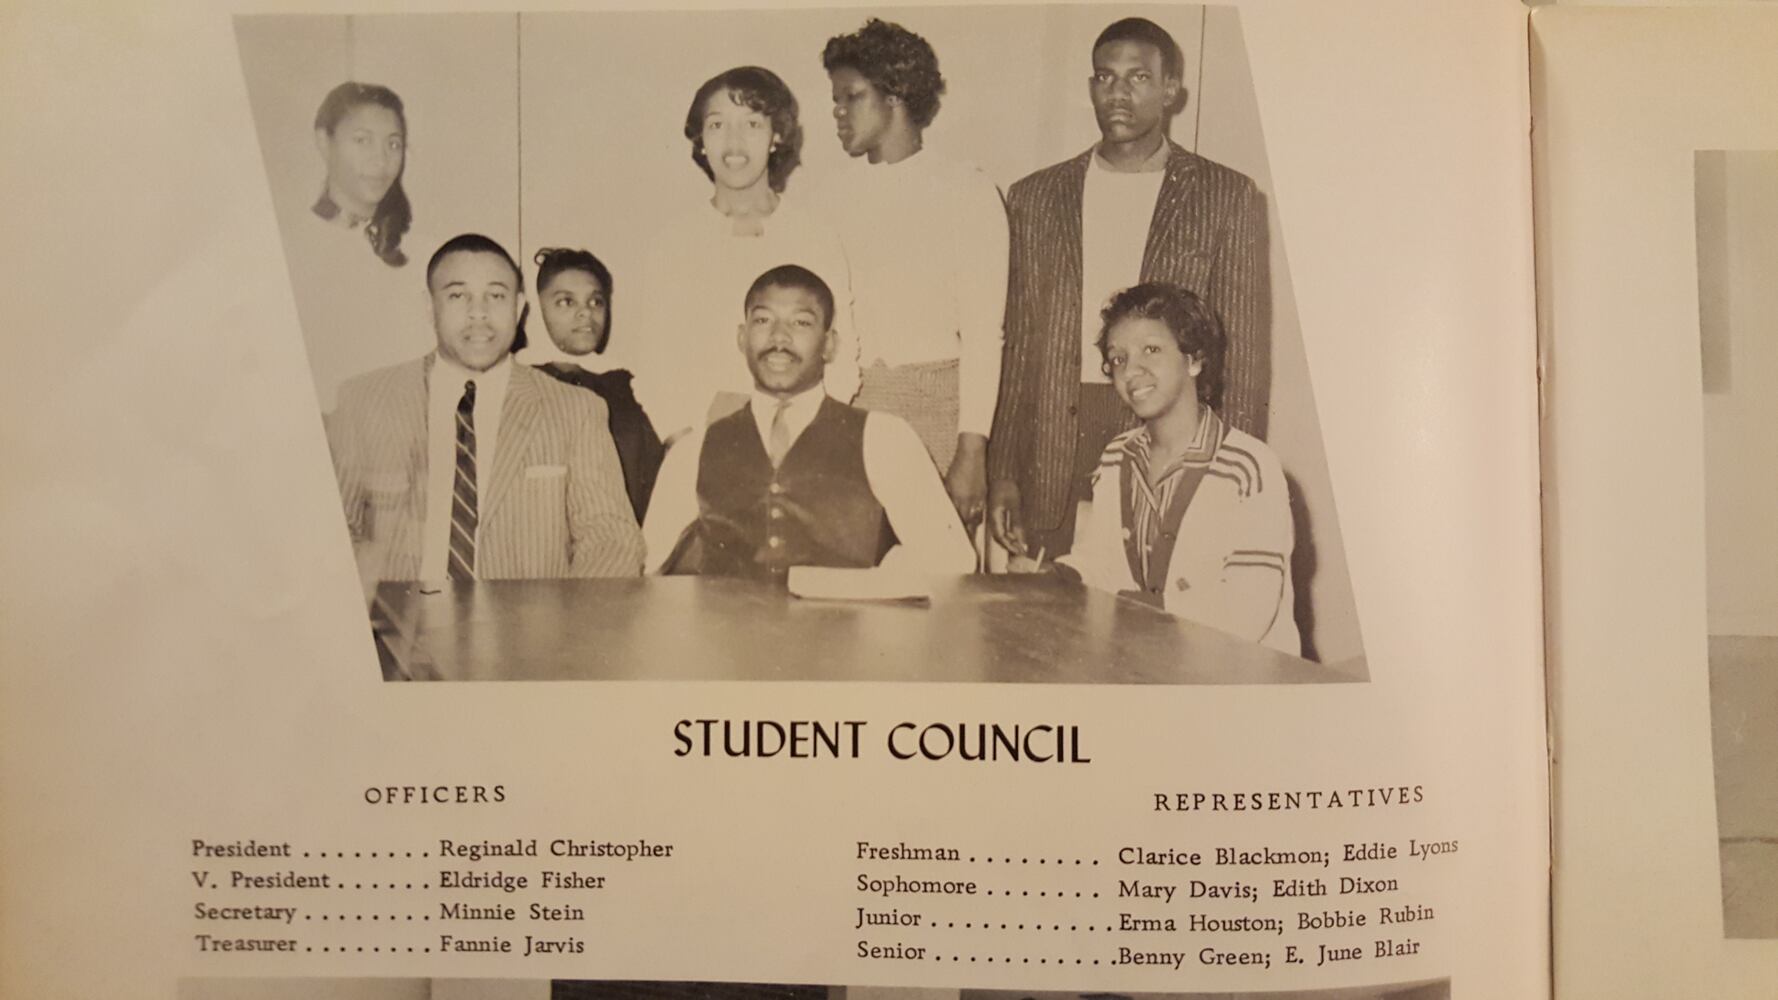 STUDENT COUNCIL
OFFICERS
President ........ Reginald Christopher
V. President ...... Eldridge Fisher
Secretary ........ Minnie Stein
Treasurer ........ Fannie Jarvis
REPRESENTATIVES
Freshman ........ Clarice Blackmon; Eddie Lyons
Sophomore ....... Mary Davis; Edith Dixon
Junior ........... Erma Houston; Bobbie Rubin
Senior ........... Benny Green; E. June Blair